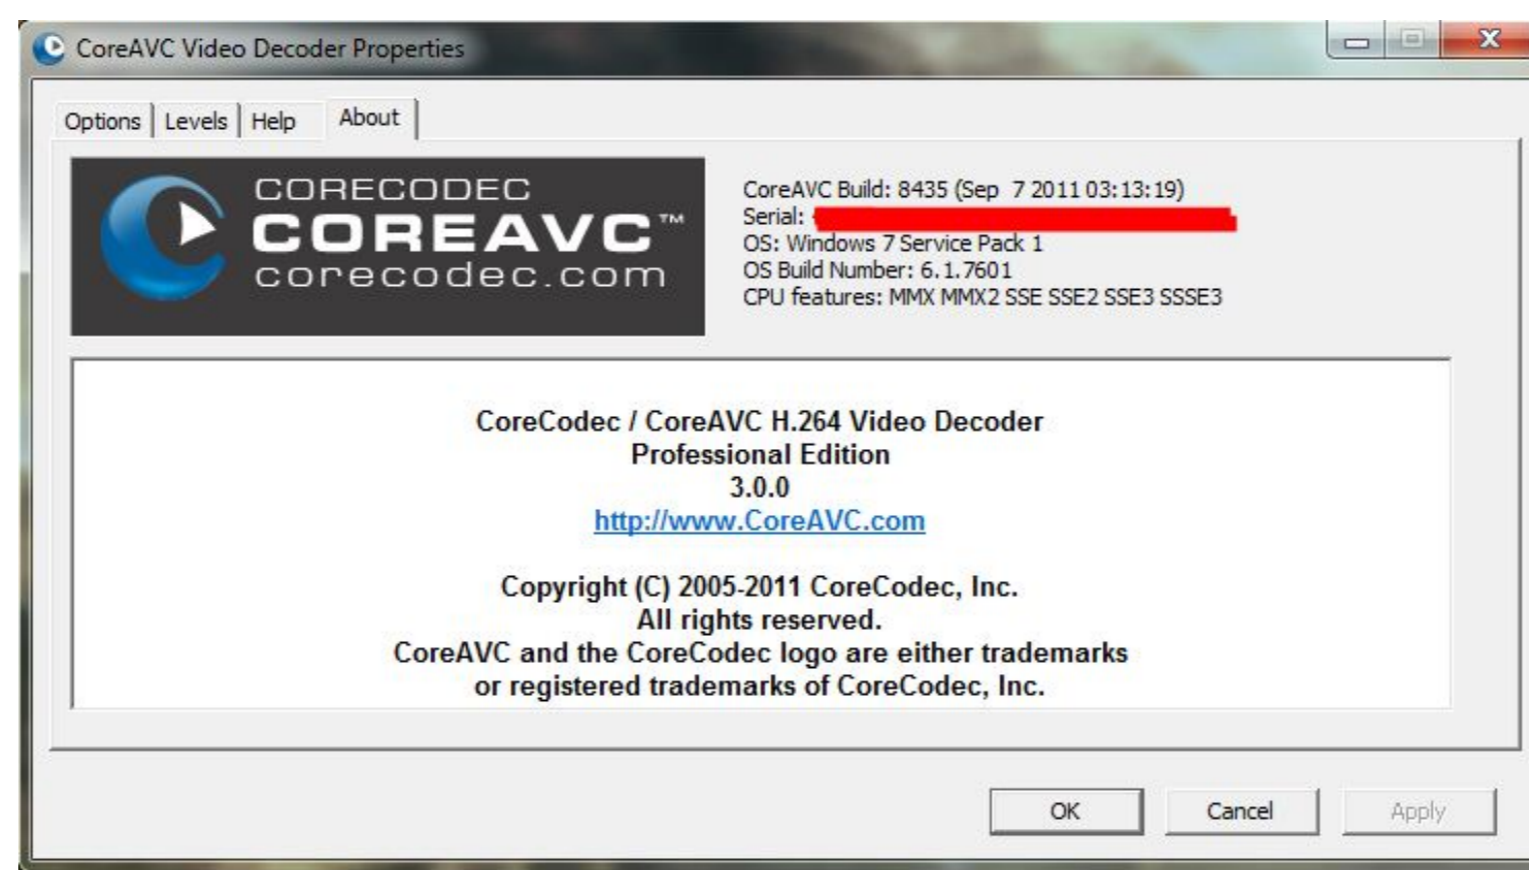 CoreAVC Video Decoder Properties
Options Levels Help About
CORECODEC
COREAVC™
corecodec.com
CoreAVC Build: 8435 (Sep  7 2011 03:13:19)
Serial:
OS: Windows 7 Service Pack 1
OS Build Number: 6.1.7601
CPU features: MMX MMX2 SSE SSE2 SSE3 SSSE3
CoreCodec / CoreAVC H.264 Video Decoder
Professional Edition
3.0.0
http://www.CoreAVC.com
Copyright (C) 2005-2011 CoreCodec, Inc.
All rights reserved.
CoreAVC and the CoreCodec logo are either trademarks
or registered trademarks of CoreCodec, Inc.
OK Cancel Apply